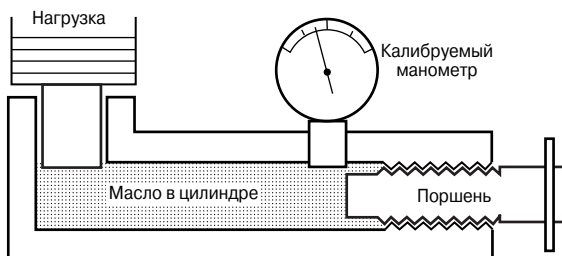 Нагрузка
Калибруемый
манометр
Масло в цилиндре
Поршень